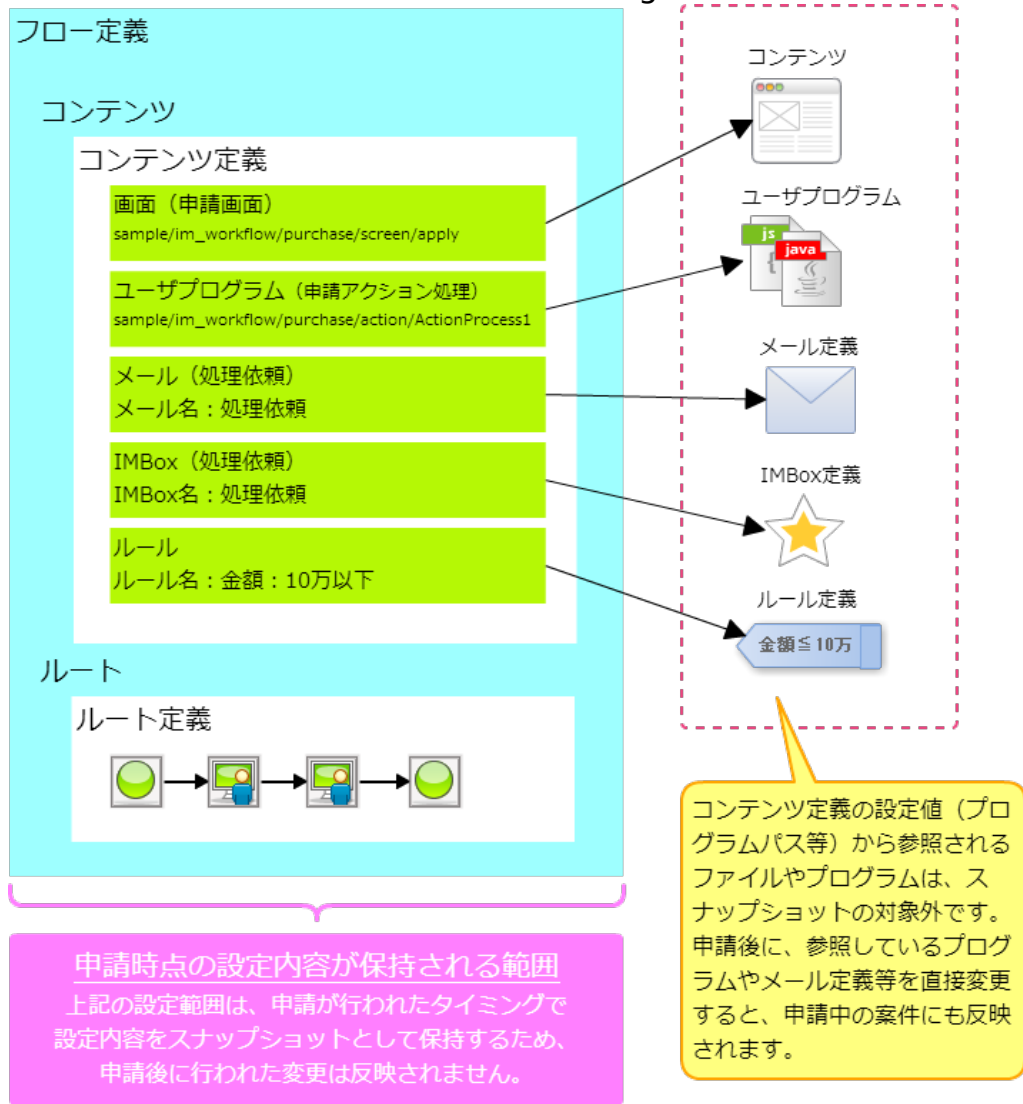 g
フロー定義
コンテンツ
コンテンツ定義
画面（申請画面）
sample/im_workflow/purchase/screen/apply
ユーザプログラム（申請アクション処理）
sample/im_workflow/purchase/action/ActionProcess1
メール（処理依頼）
メール名：処理依頼
IMBox（処理依頼）
IMBox名：処理依頼
ルール
ルール名：金額：10万以下
ルート
ルート定義
申請時点の設定内容が保持される範囲
上記の設定範囲は、申請が行われたタイミングで
設定内容をスナップショットとして保持するため、
申請後に行われた変更は反映されません。
コンテンツ
ユーザプログラム
js
{
java
メール定義
IMBox定義
ルール定義
金額≦10万
コンテンツ定義の設定値（プロ
グラムパス等）から参照される
ファイルやプログラムは、ス
ナップショットの対象外です。
申請後に、参照しているプログ
ラムやメール定義等を直接変更
すると、申請中の案件にも反映
されます。